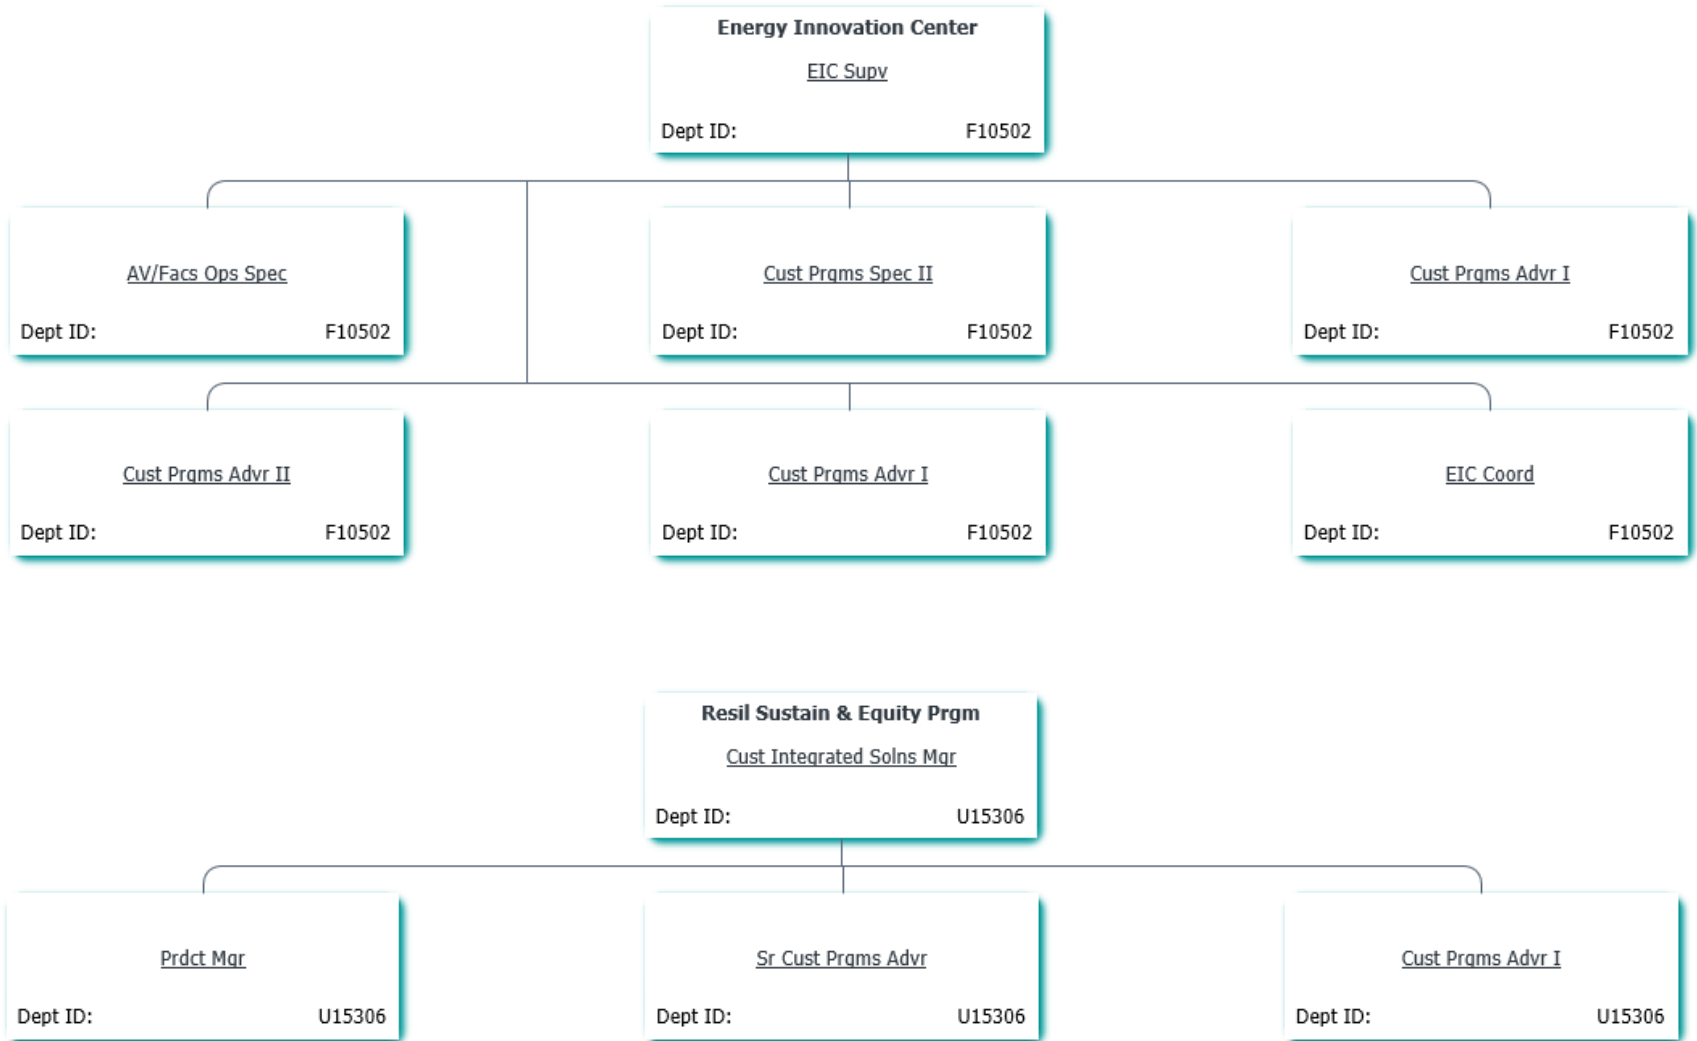 Energy Innovation Center
EIC Supv
Dept ID: F10502
AV/Facs Ops Spec
Dept ID: F10502
Cust Prgms Spec II
Dept ID: F10502
Cust Prgms Advr I
Dept ID: F10502
Cust Prgms Advr II
Dept ID: F10502
Cust Prgms Advr I
Dept ID: F10502
EIC Coord
Dept ID: F10502
Resil Sustain & Equity Prgm
Cust Integrated Solns Mgr
Dept ID: U15306
Prdct Mgr
Dept ID: U15306
Sr Cust Prgms Advr
Dept ID: U15306
Cust Prgms Advr I
Dept ID: U15306